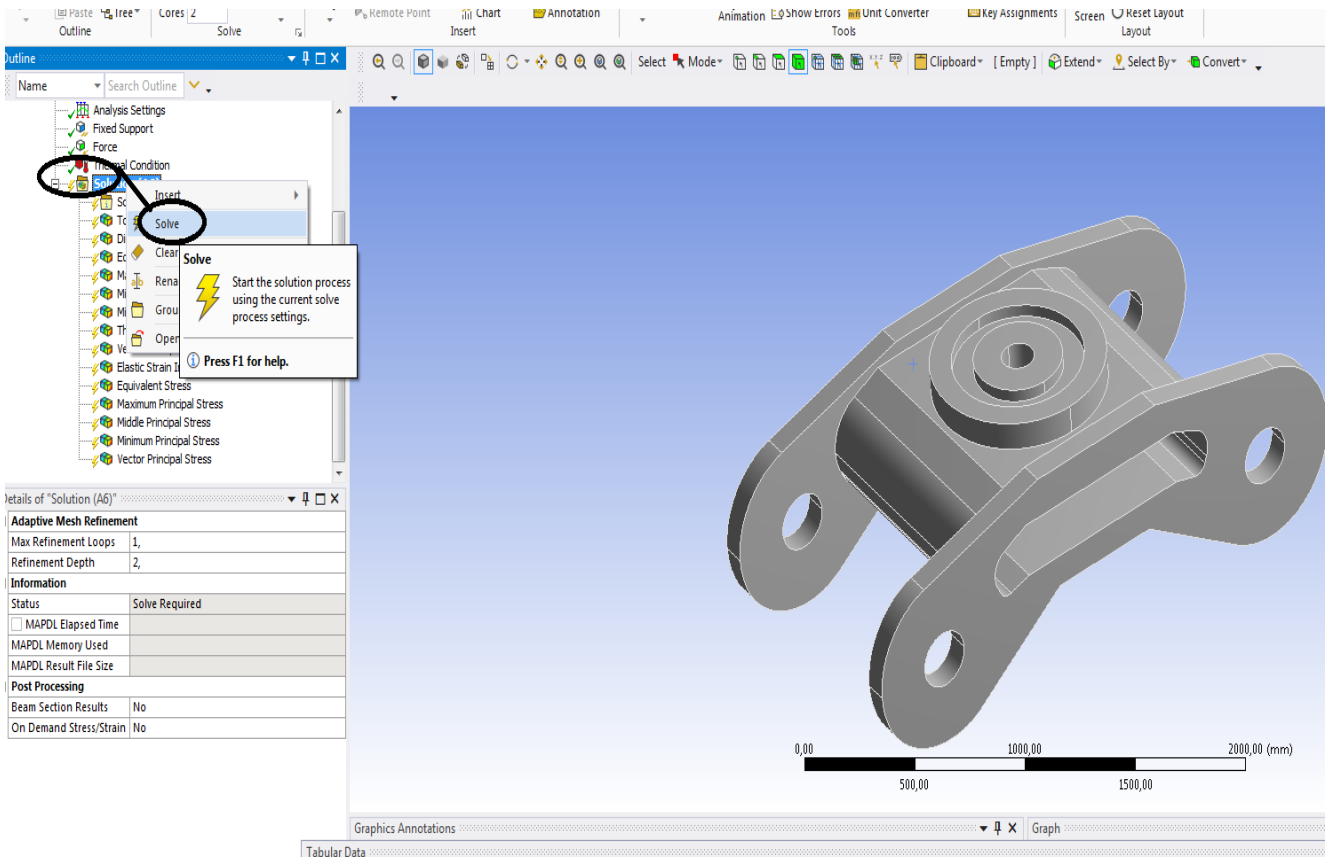 Paste Tree Cores 2 Remote Point Chart Annotation Animation Show Errors Unit Converter Key Assignments Screen Reset Layout
Outline Solve Insert Tools Layout
Outline
Name Search Outline
Select Mode Clipboard [Empty] Extend Select By Convert
Analysis Settings
Fixed Support
Force
Thermal Condition
Insert
Solve
Clear
Rena
Grou
Open
Solve
Start the solution process
using the current solve
process settings.
Press F1 for help.
Elastic Strain I
Equivalent Stress
Maximum Principal Stress
Middle Principal Stress
Minimum Principal Stress
Vector Principal Stress
Details of "Solution (A6)"
Adaptive Mesh Refinement
Max Refinement Loops 1,
Refinement Depth 2,
Information
Status Solve Required
MAPDL Elapsed Time
MAPDL Memory Used
MAPDL Result File Size
Post Processing
Beam Section Results No
On Demand Stress/Strain No
0,00 1000,00 2000,00 (mm)
500,00 1500,00
Graphics Annotations Graph
Tabular Data